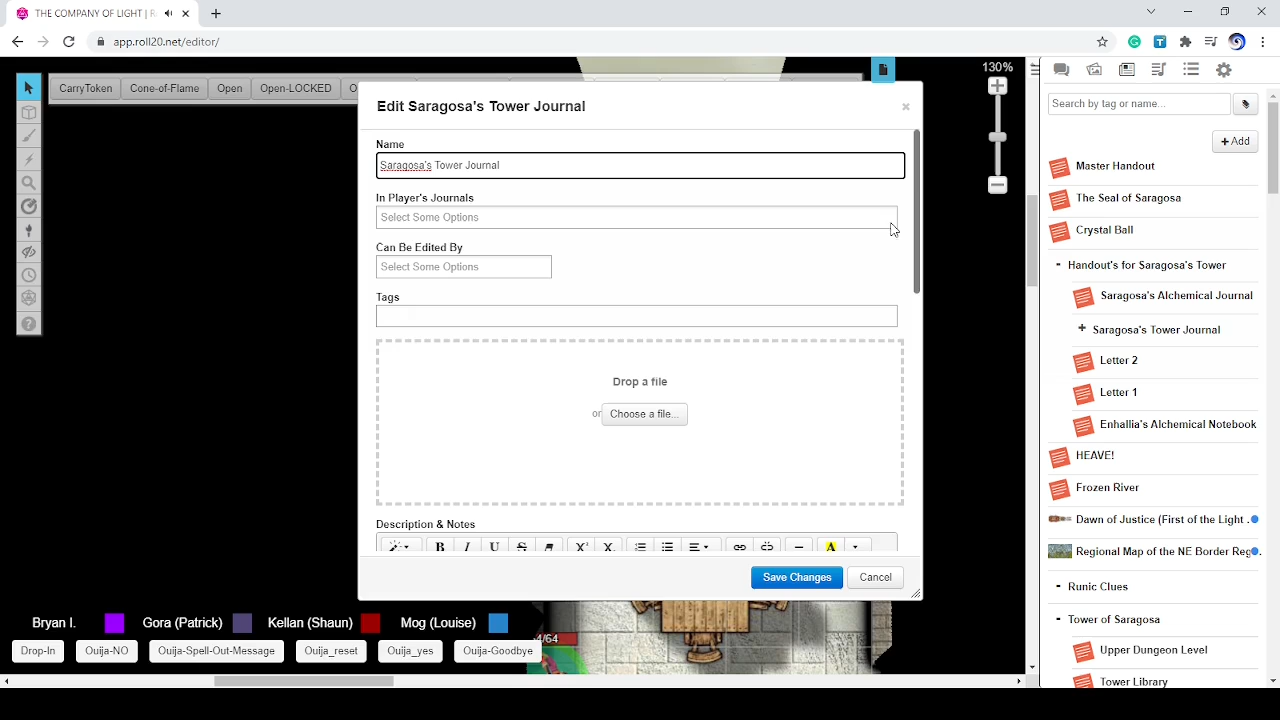 THE COMPANY OF LIGHT | R
app.roll20.net/editor/
CarryToken
Cone-of-Flame
Open
Open-LOCKED
130%
Edit Saragosa's Tower Journal
Name
Saragosa's Tower Journal
In Player's Journals
Select Some Options
Can Be Edited By
Select Some Options
Tags
Drop a file
or Choose a file...
Description & Notes
B I U S
Save Changes
Cancel
Search by tag or name...
+ Add
Master Handout
The Seal of Saragosa
Crystal Ball
- Handout's for Saragosa's Tower
Saragosa's Alchemical Journal
+ Saragosa's Tower Journal
Letter 2
Letter 1
Enhallia's Alchemical Notebook
HEAVE!
Frozen River
Dawn of Justice (First of the Light .
Regional Map of the NE Border Reg
- Runic Clues
- Tower of Saragosa
Upper Dungeon Level
Tower Library
Bryan I.
Gora (Patrick)
Kellan (Shaun)
Mog (Louise)
4/64
Drop-In
Ouija-NO
Ouija-Spell-Out-Message
Ouija_reset
Ouija_yes
Ouija-Goodbye